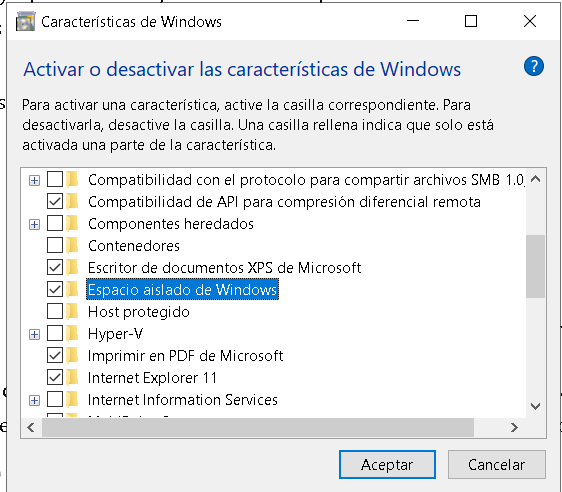 Características de Windows
Activar o desactivar las características de Windows
?
Para activar una característica, active la casilla correspondiente. Para
desactivarla, desactive la casilla. Una casilla rellena indica que solo está
activada una parte de la característica.
Compatibilidad con el protocolo para compartir archivos SMB 1.0
Compatibilidad de API para compresión diferencial remota
Componentes heredados
Contenedores
Escritor de documentos XPS de Microsoft
Espacio aislado de Windows
Host protegido
Hyper-V
Imprimir en PDF de Microsoft
Internet Explorer 11
Internet Information Services
Aceptar
Cancelar